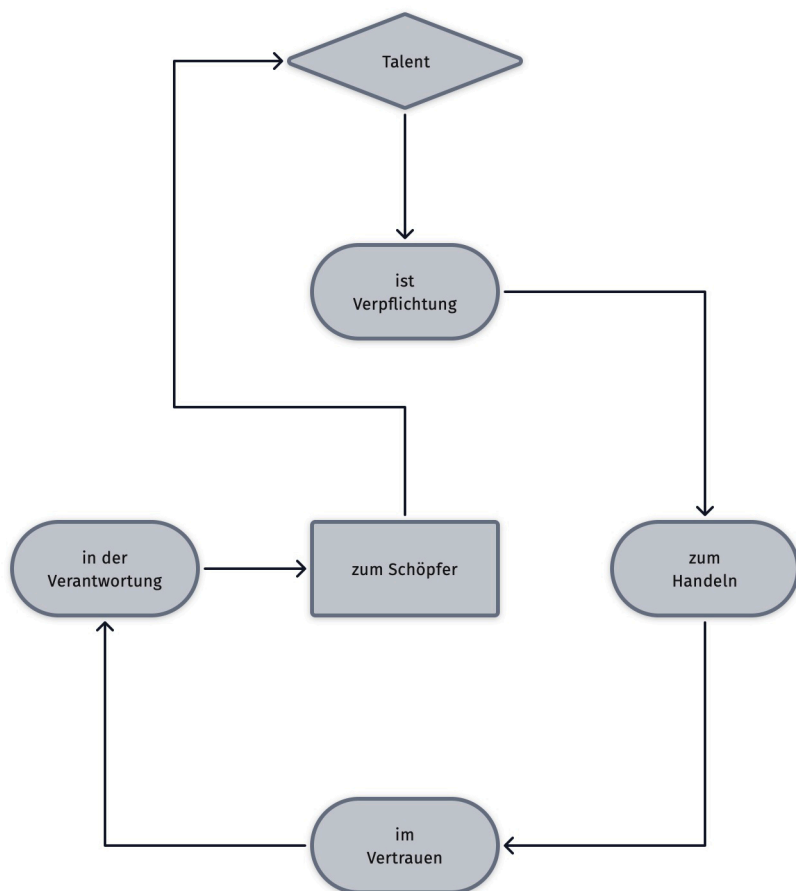 Talent
ist
Verpflichtung
zum
Handeln
im
Vertrauen
in der
Verantwortung
zum Schöpfer